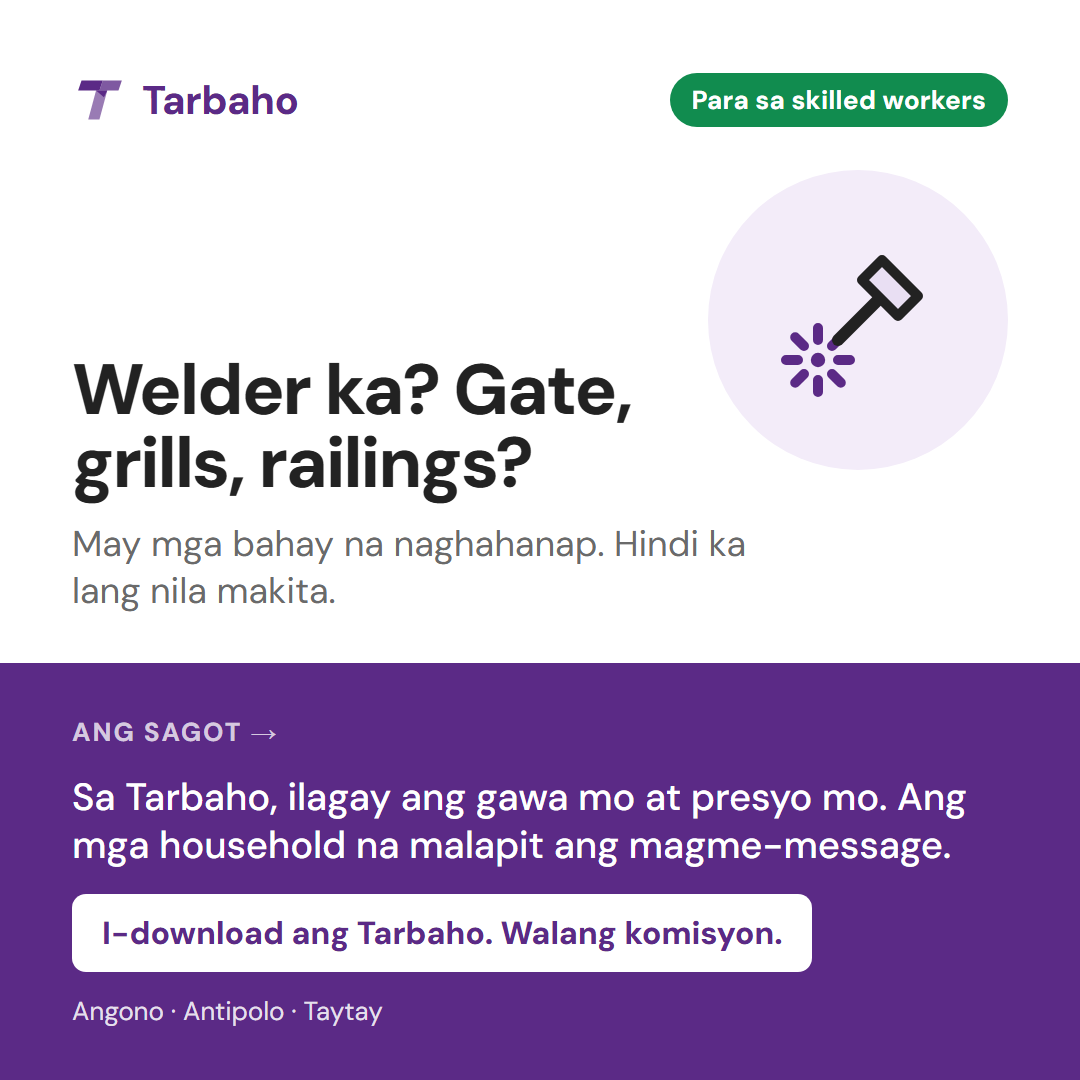 Tarbaho
Para sa skilled workers
Welder ka? Gate,
grills, railings?
May mga bahay na naghahanap. Hindi ka
lang nila makita.
ANG SAGOT →
Sa Tarbaho, ilagay ang gawa mo at presyo mo. Ang
mga household na malapit ang magme-message.
I-download ang Tarbaho. Walang komisyon.
Angono · Antipolo · Taytay